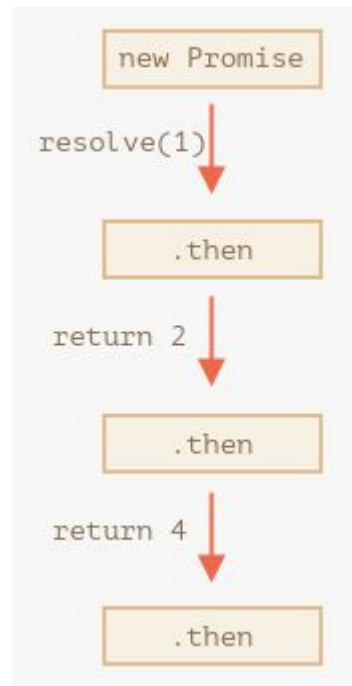 new Promise
resolve(1)
.then
return 2
.then
return 4
.then